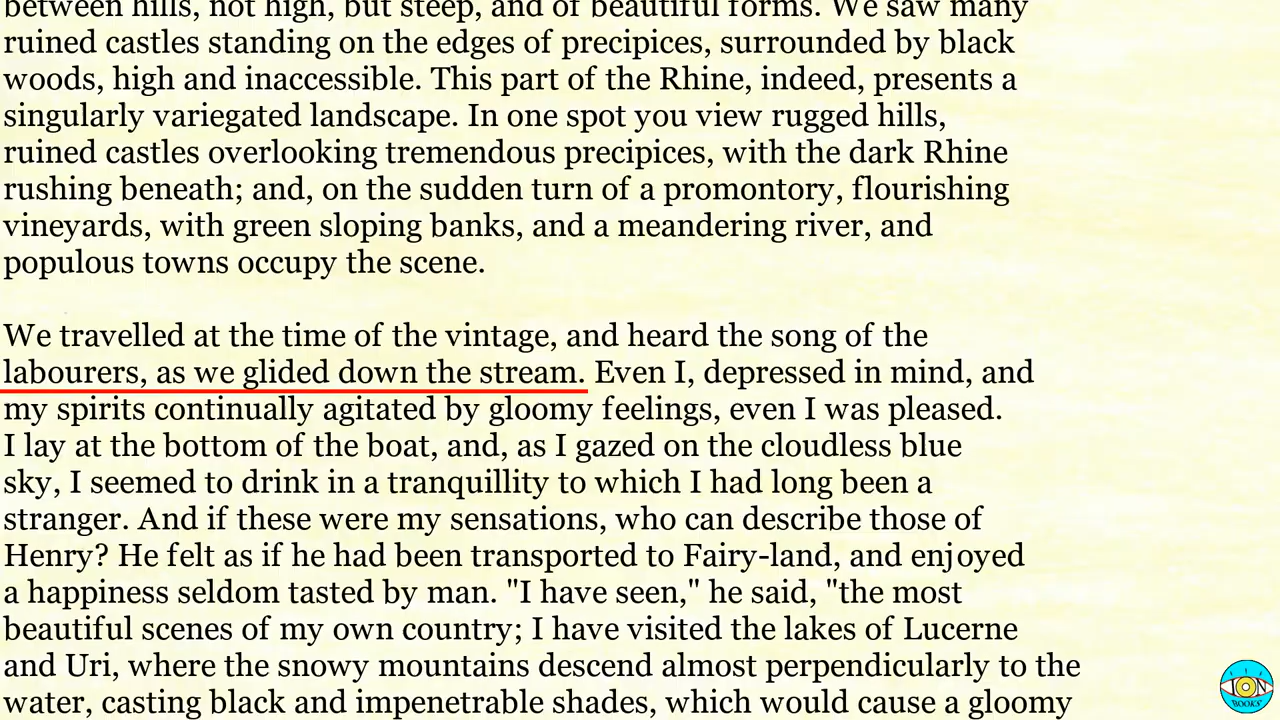 between hills, not high, but steep, and of beautiful forms. We saw many
ruined castles standing on the edges of precipices, surrounded by black
woods, high and inaccessible. This part of the Rhine, indeed, presents a
singularly variegated landscape. In one spot you view rugged hills,
ruined castles overlooking tremendous precipices, with the dark Rhine
rushing beneath; and, on the sudden turn of a promontory, flourishing
vineyards, with green sloping banks, and a meandering river, and
populous towns occupy the scene.
We travelled at the time of the vintage, and heard the song of the
labourers, as we glided down the stream. Even I, depressed in mind, and
my spirits continually agitated by gloomy feelings, even I was pleased.
I lay at the bottom of the boat, and, as I gazed on the cloudless blue
sky, I seemed to drink in a tranquillity to which I had long been a
stranger. And if these were my sensations, who can describe those of
Henry? He felt as if he had been transported to Fairy-land, and enjoyed
a happiness seldom tasted by man. "I have seen," he said, "the most
beautiful scenes of my own country; I have visited the lakes of Lucerne
and Uri, where the snowy mountains descend almost perpendicularly to the
water, casting black and impenetrable shades, which would cause a gloomy
BOOKS